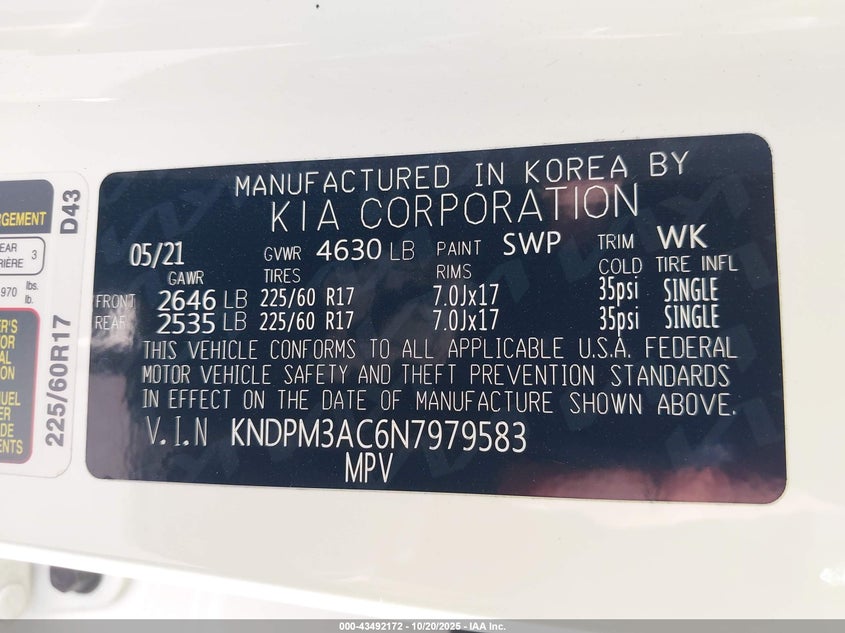 MANUFACTURED IN KOREA BY
KIA CORPORATION
05/21 GVWR 4630 LB PAINT SWP TRIM WK
GAWR TIRES RIMS COLD TIRE INFL
FRONT 2646 LB 225/60 R17 7.0Jx17 35psi SINGLE
REAR 2535 LB 225/60 R17 7.0Jx17 35psi SINGLE
THIS VEHICLE CONFORMS TO ALL APPLICABLE U.S.A. FEDERAL
MOTOR VEHICLE SAFETY AND THEFT PREVENTION STANDARDS
IN EFFECT ON THE DATE OF MANUFACTURE SHOWN ABOVE.
V.I.N KNDPM3AC6N7979583
MPV
D43
225/60R17
3
970 lbs.
lb.
000-43492172 - 10/20/2025 - IAA Inc.